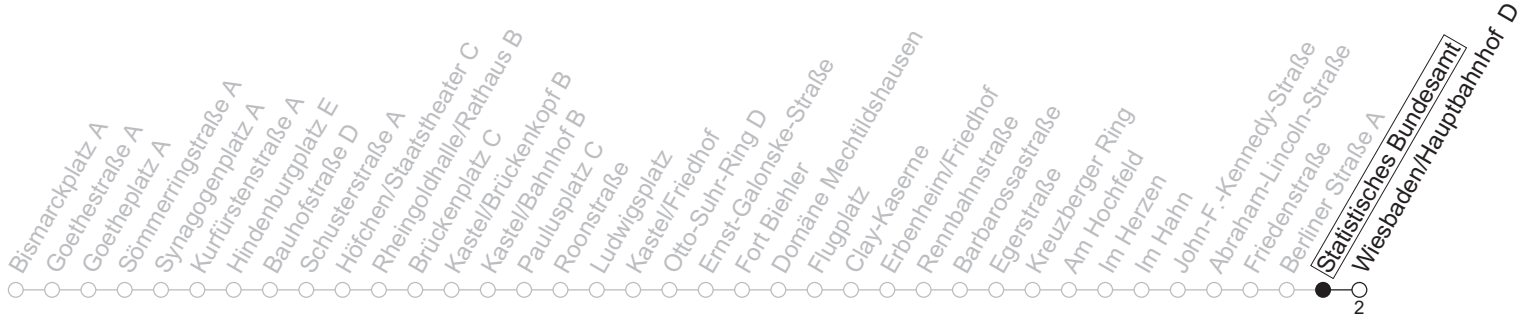 Bismarckplatz A
Goethestraße A
Goetheplatz A
Sömmerringstraße A
Synagogenplatz A
Kurfürstenstraße A
Hindenburgplatz E
Bauhofstraße D
Schusterstraße A
Höfchen/Staatstheater C
Rheingoldhalle/Rathaus B
Brückenplatz C
Kastel/Brückenkopf B
Kastel/Bahnhof B
Paulusplatz C
Roonstraße
Ludwigsplatz
Kastel/Friedhof
Otto-Suhr-Ring D
Ernst-Galonske-Straße
Fort Biehler
Domäne Mechtildshausen
Flugplatz
Clay-Kaserne
Erbenheim/Friedhof
Rennbahnstraße
Barbarossastraße
Egerstraße
Kreuzberger Ring
Am Hochfeld
Im Herzen
Im Hahn
John-F.-Kennedy-Straße
Abraham-Lincoln-Straße
Friedenstraße
Berliner Straße A
Statistisches Bundesamt
Wiesbaden/Hauptbahnhof D
2